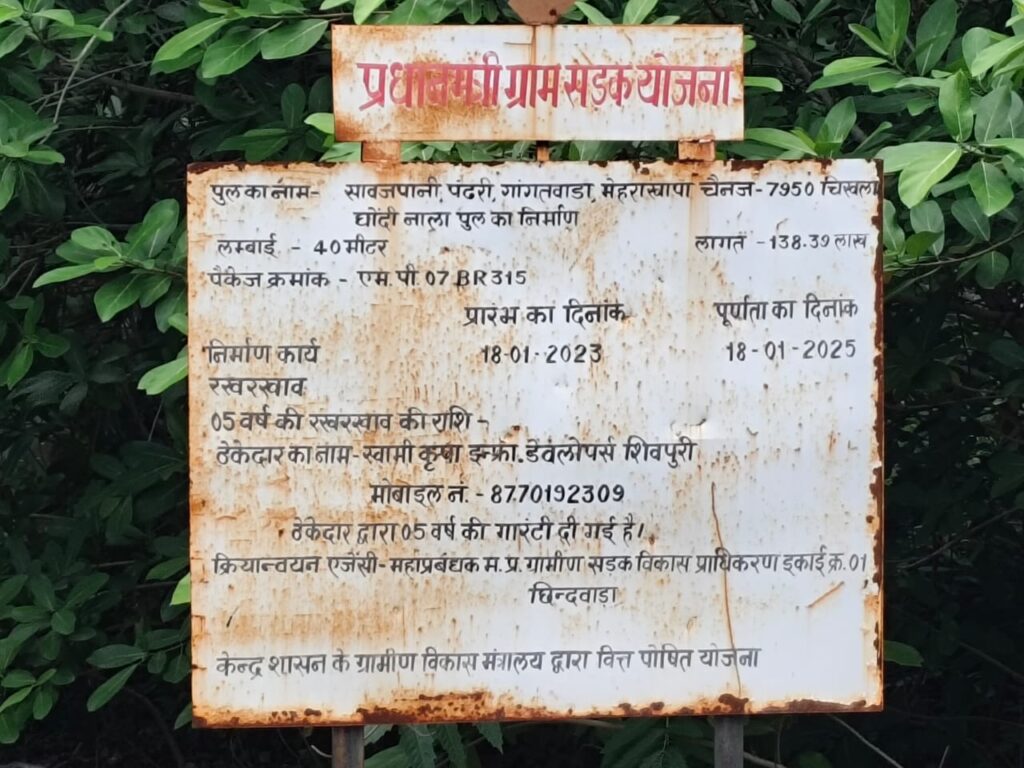 प्रधानमंत्री ग्राम सडक योजना
पुल का नाम- सावजपानी, पंढरी, गांगतवाडा, मेहराखापा चैनज - 7950 चिखला
घोंदी नाला पुल का निर्माण
लम्बाई - 40 मीटर लागत - 138.39 लाख
पैकेज क्रमांक - एम. पी 07 BR 315
प्रारंभ का दिनांक पूर्णता का दिनांक
निर्माण कार्य 18-01-2023 18-01-2025
रखरखाव
05 वर्ष की रखरखाव की राशि -
ठेकेदार का नाम- स्वामी कृपा इन्फ्रा. डेवलोपर्स शिवपुरी
मोबाइल नं. - 8770192309
ठेकेदार द्वारा 05 वर्ष की गारंटी दी गई है।
क्रियान्वयन एजेंसी- महाप्रबंधक म. प्र. ग्रामीण सडक विकास प्राधिकरण इकाई क्र. 01
छिन्दवाडा
केन्द्र शासन के ग्रामीण विकास मंत्रालय द्वारा वित्त पोषित योजना